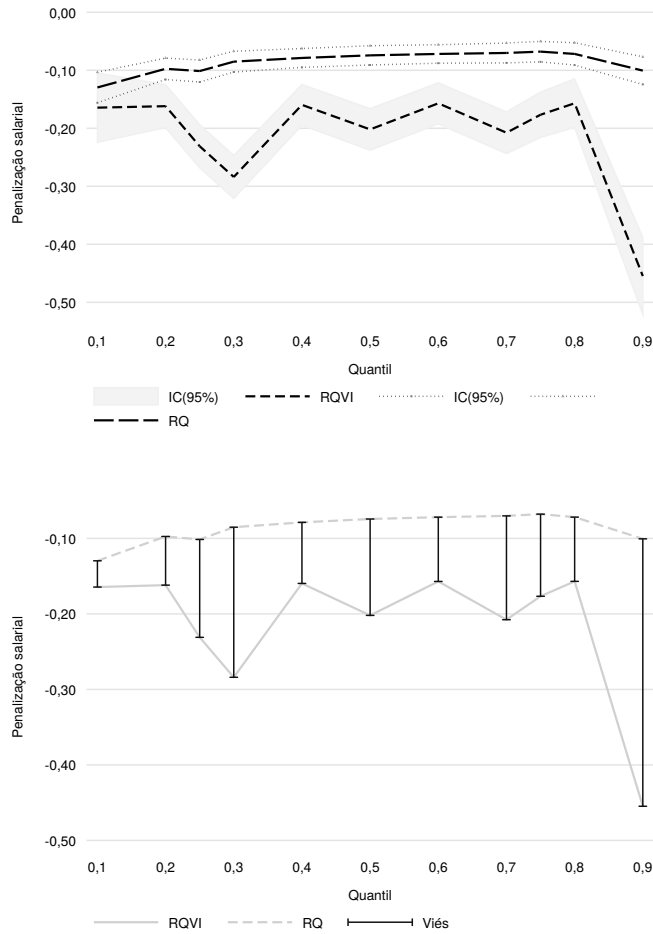 0,00
-0,10
-0,20
-0,30
-0,40
-0,50
Penalização salarial
0,1 0,2 0,3 0,4 0,5 0,6 0,7 0,8 0,9
Quantil
IC(95%) RQVI IC(95%)
RQ
-0,10
-0,20
-0,30
-0,40
-0,50
Penalização salarial
0,1 0,2 0,3 0,4 0,5 0,6 0,7 0,8 0,9
Quantil
RQVI RQ Viés